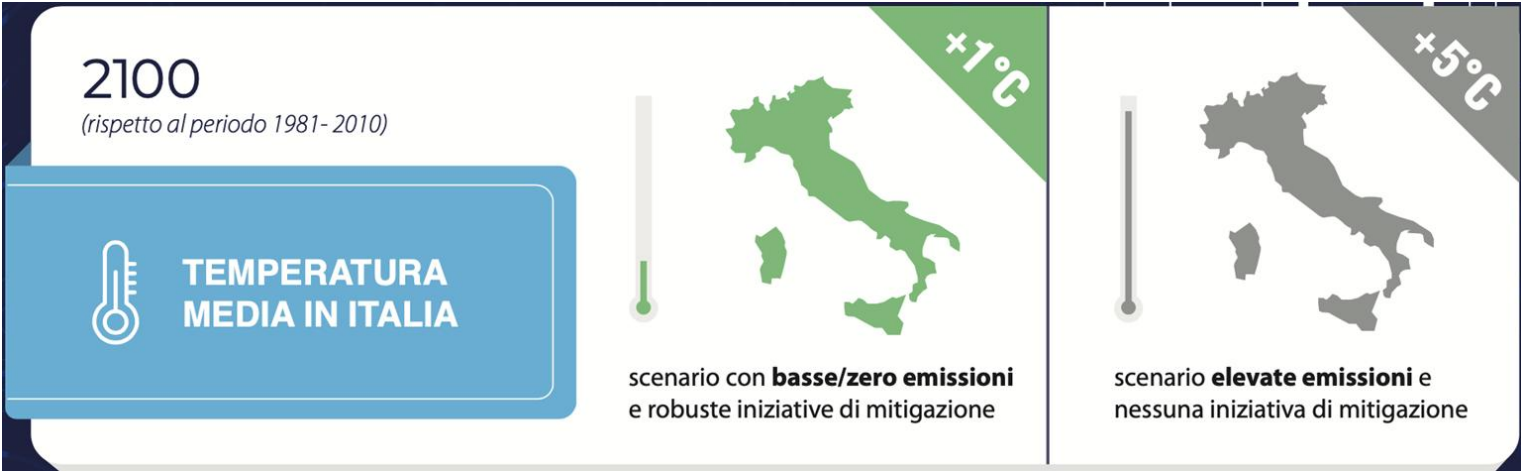 2100
(rispetto al periodo 1981- 2010)
TEMPERATURA
MEDIA IN ITALIA
+1°C
scenario con basse/zero emissioni
e robuste iniziative di mitigazione
+5°C
scenario elevate emissioni e
nessuna iniziativa di mitigazione